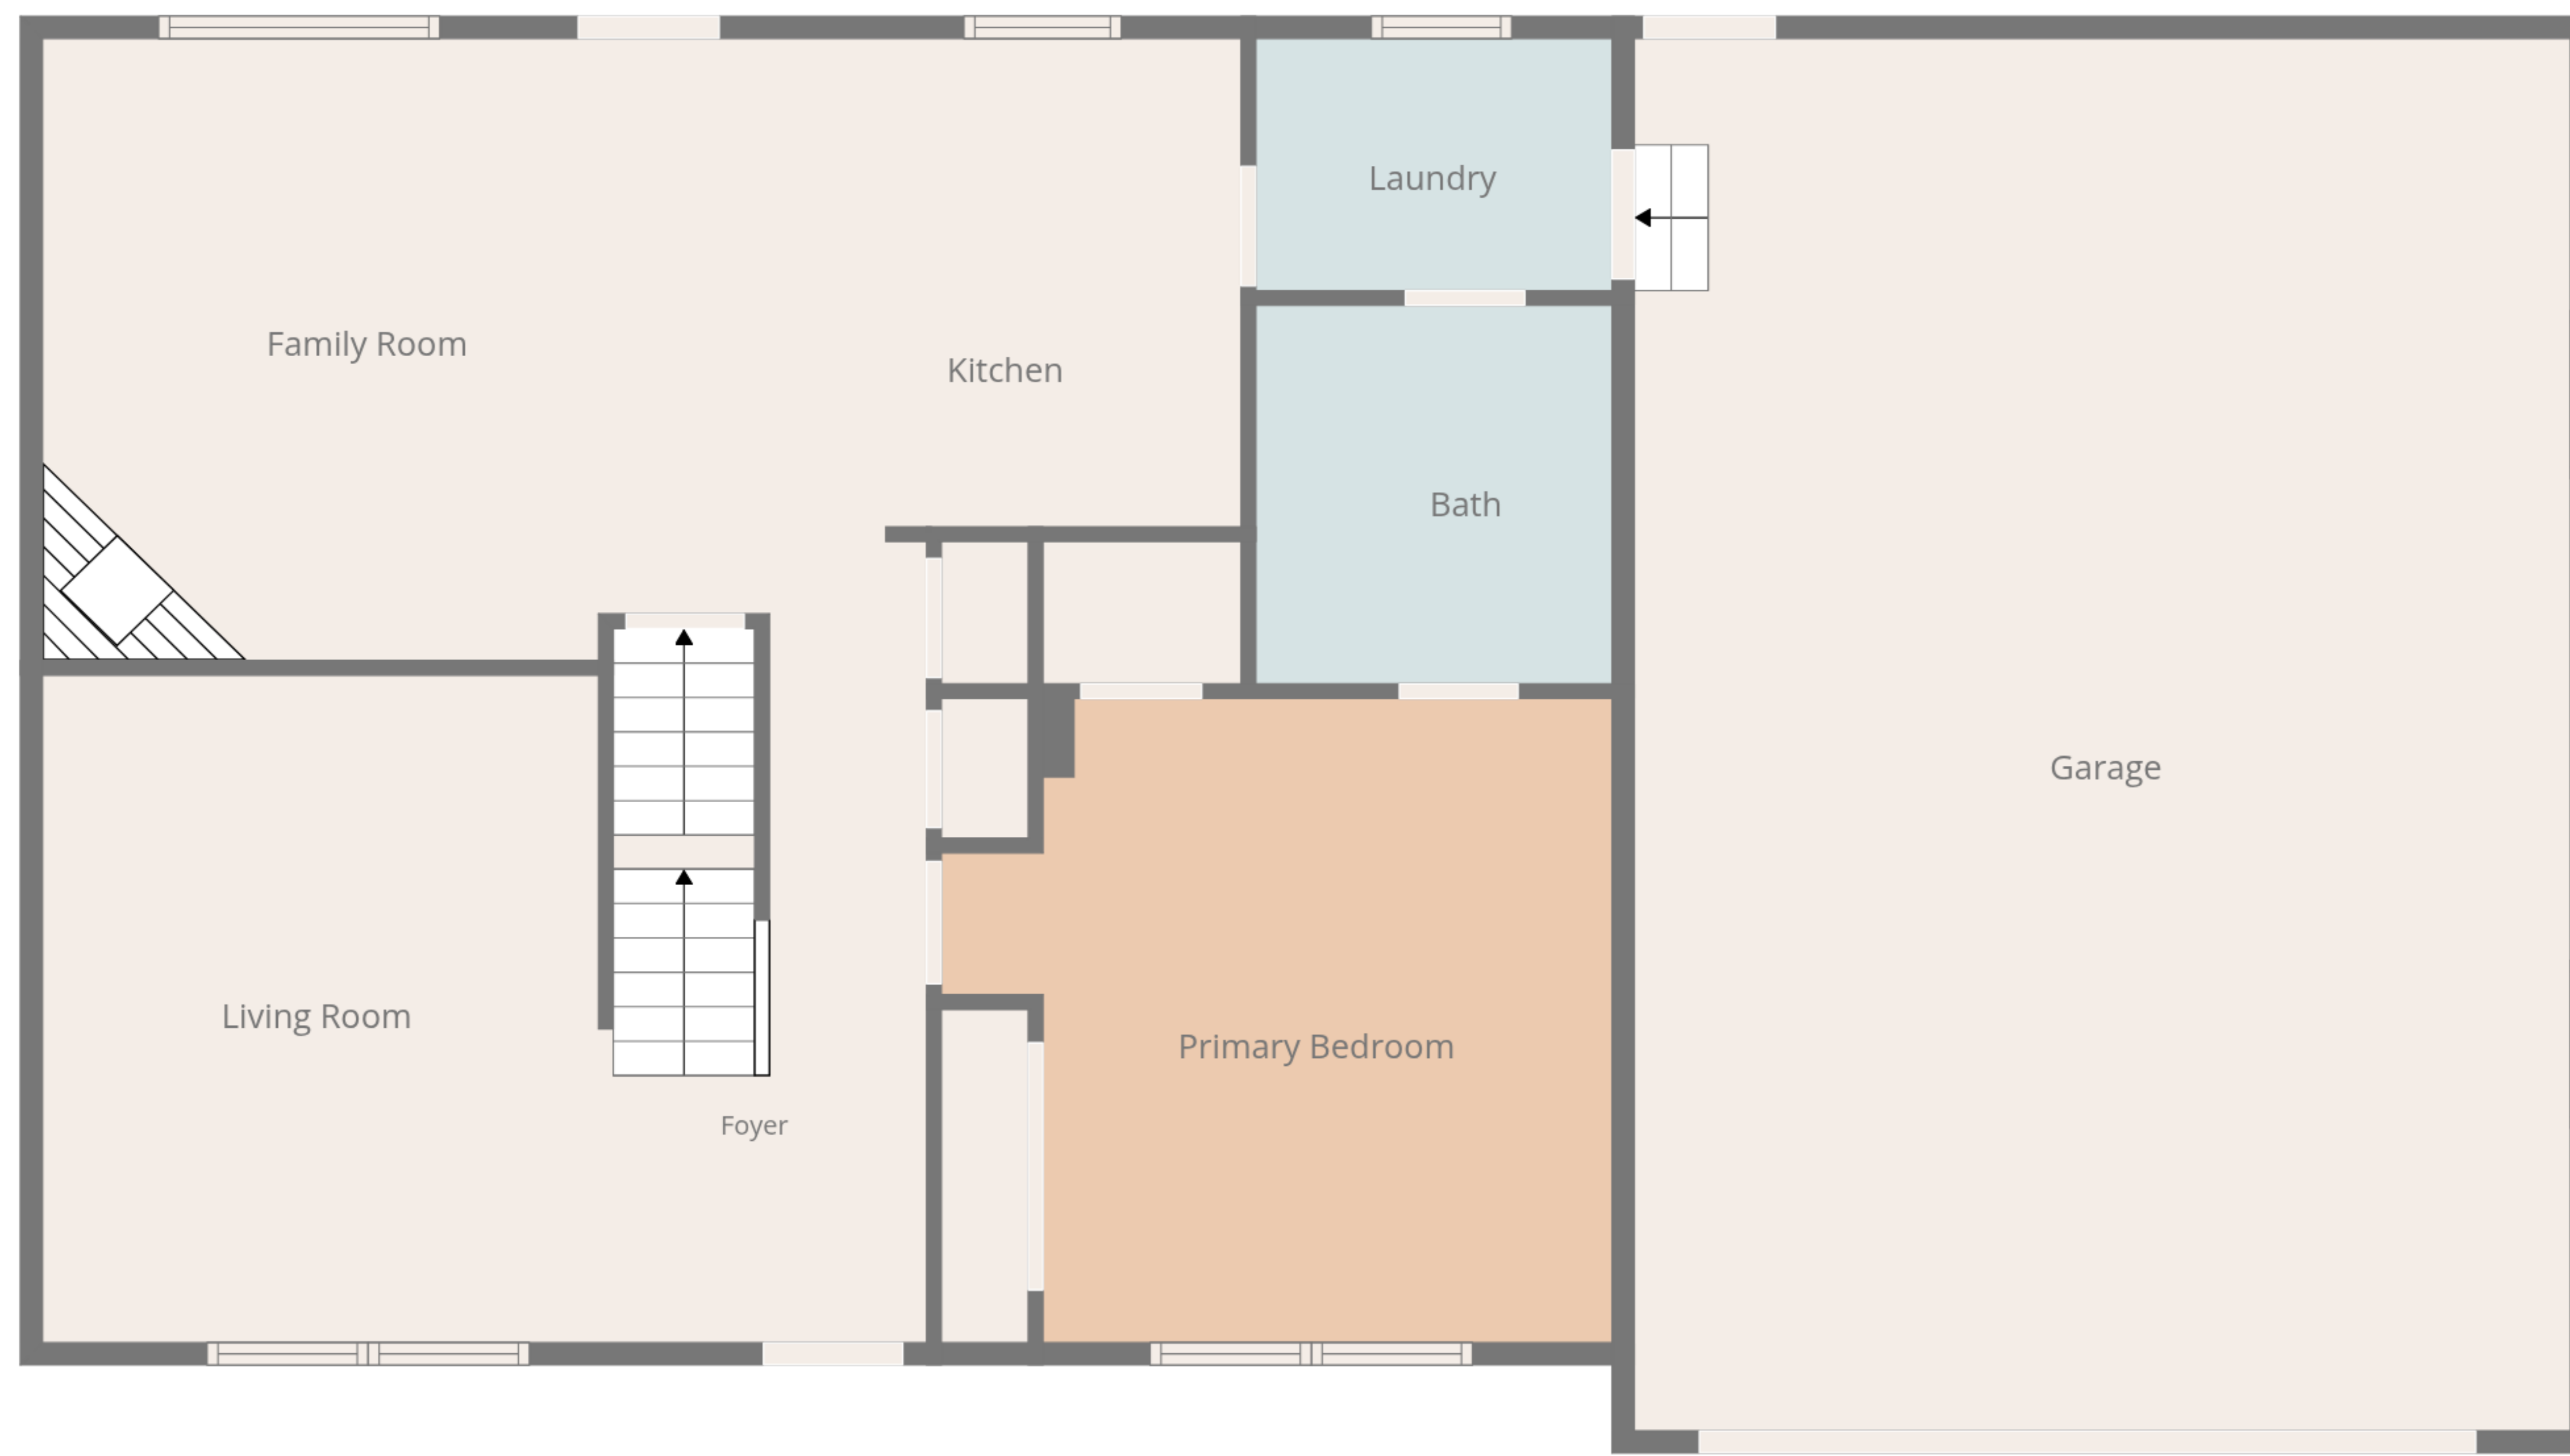 Laundry
Family Room
Kitchen
Bath
Garage
Living Room
Primary Bedroom
Foyer